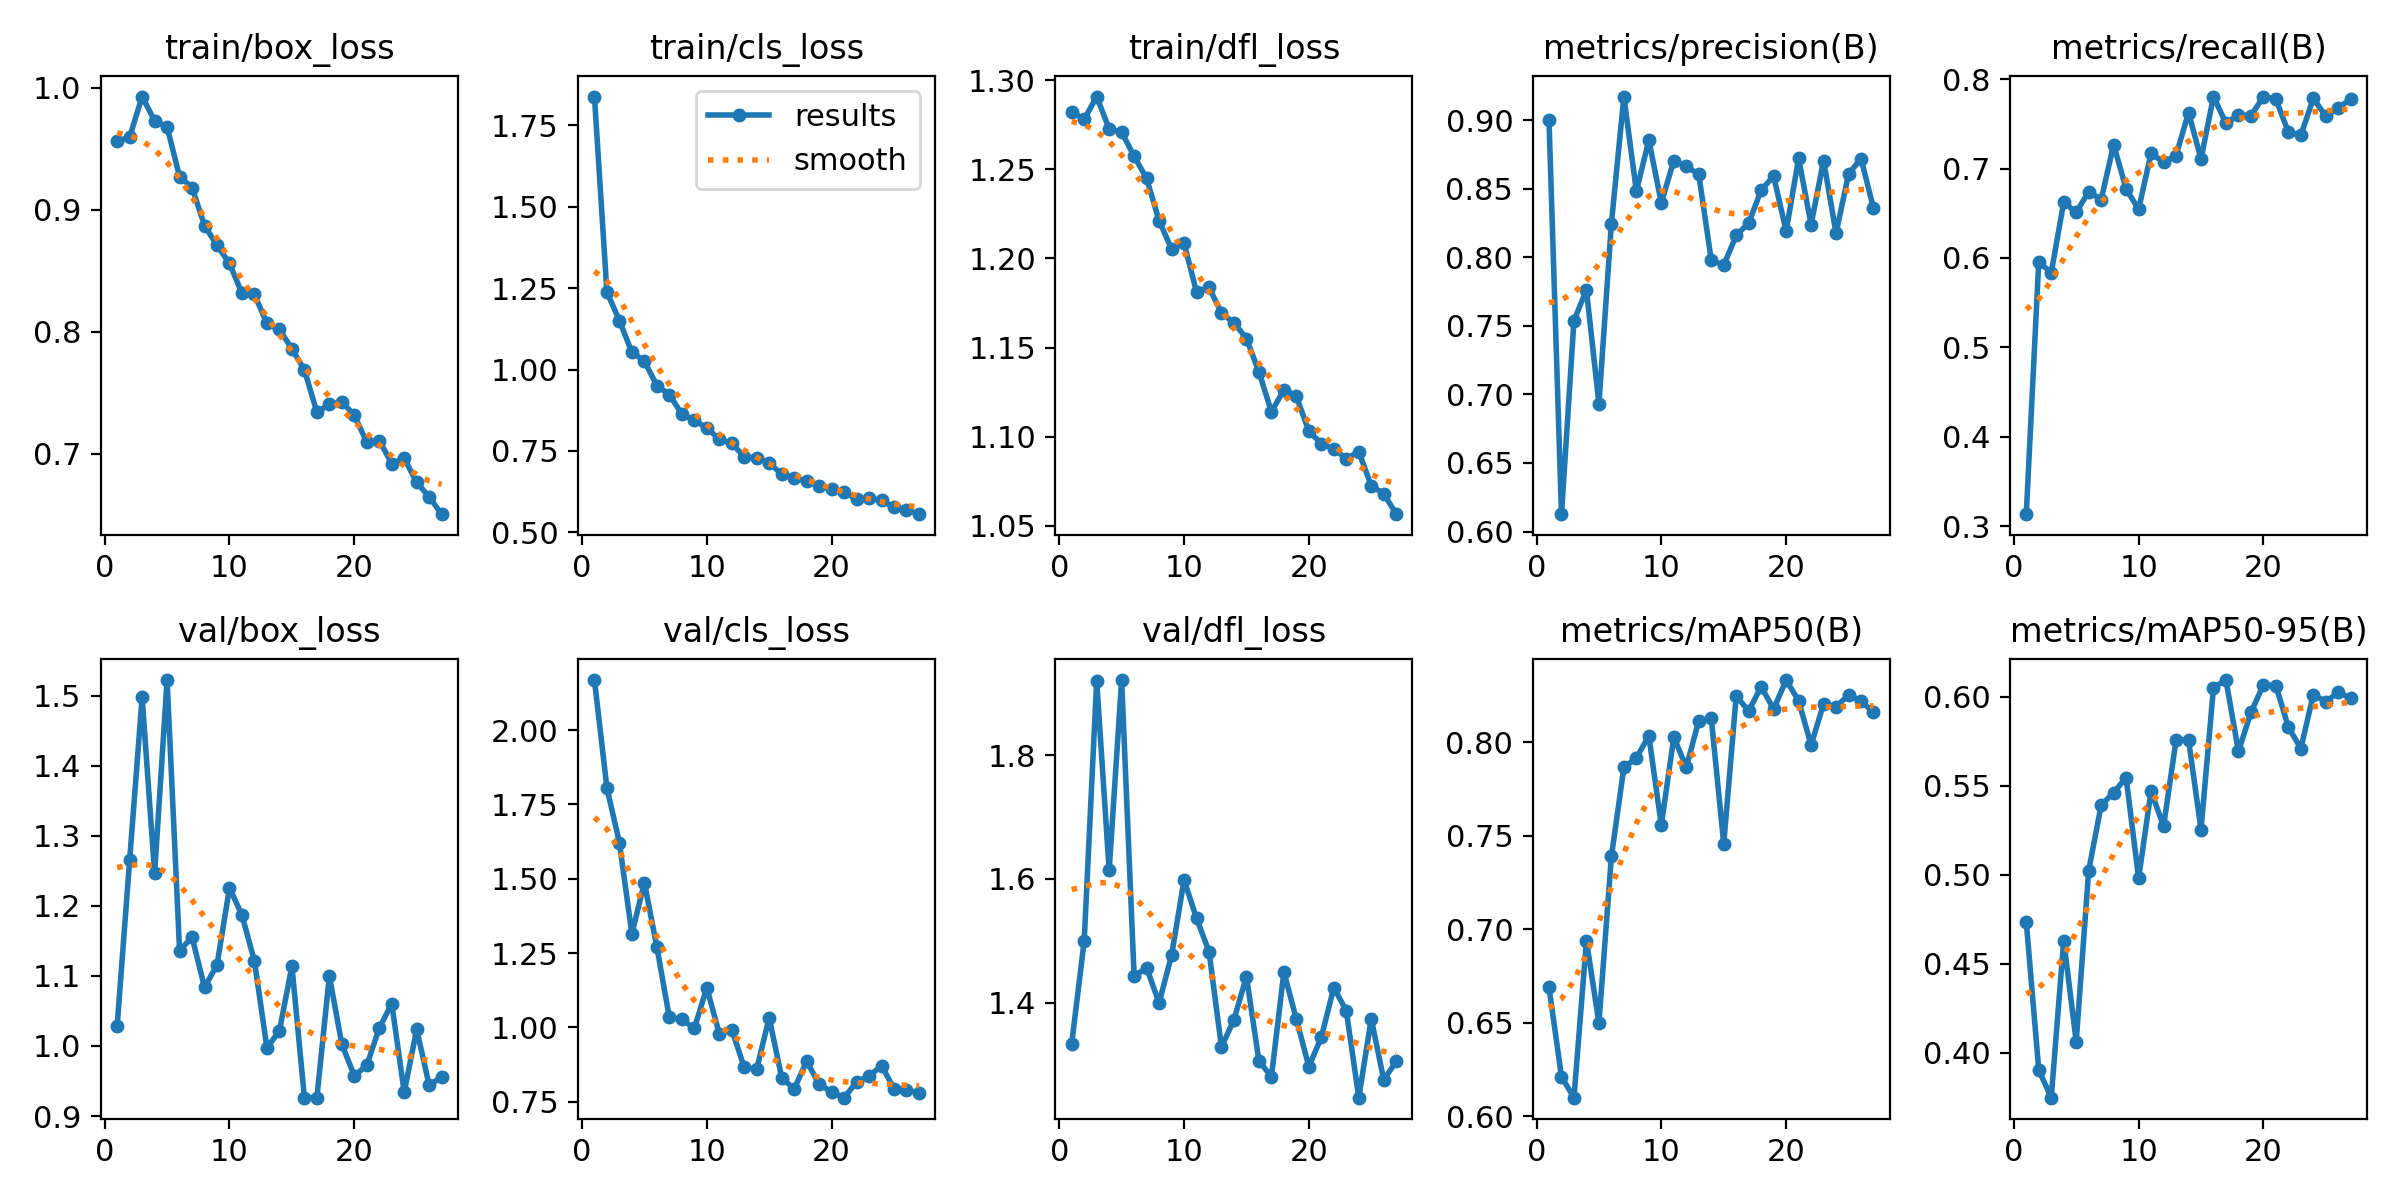 train/box_loss
1.0
0.9
0.8
0.7
0 10 20
train/cls_loss
results
smooth
1.75
1.50
1.25
1.00
0.75
0.50
0 10 20
train/dfl_loss
1.30
1.25
1.20
1.15
1.10
1.05
0 10 20
metrics/precision(B)
0.90
0.85
0.80
0.75
0.70
0.65
0.60
0 10 20
metrics/recall(B)
0.8
0.7
0.6
0.5
0.4
0.3
0 10 20
val/box_loss
1.5
1.4
1.3
1.2
1.1
1.0
0.9
0 10 20
val/cls_loss
2.00
1.75
1.50
1.25
1.00
0.75
0 10 20
val/dfl_loss
1.8
1.6
1.4
0 10 20
metrics/mAP50(B)
0.80
0.75
0.70
0.65
0.60
0 10 20
metrics/mAP50-95(B)
0.60
0.55
0.50
0.45
0.40
0 10 20